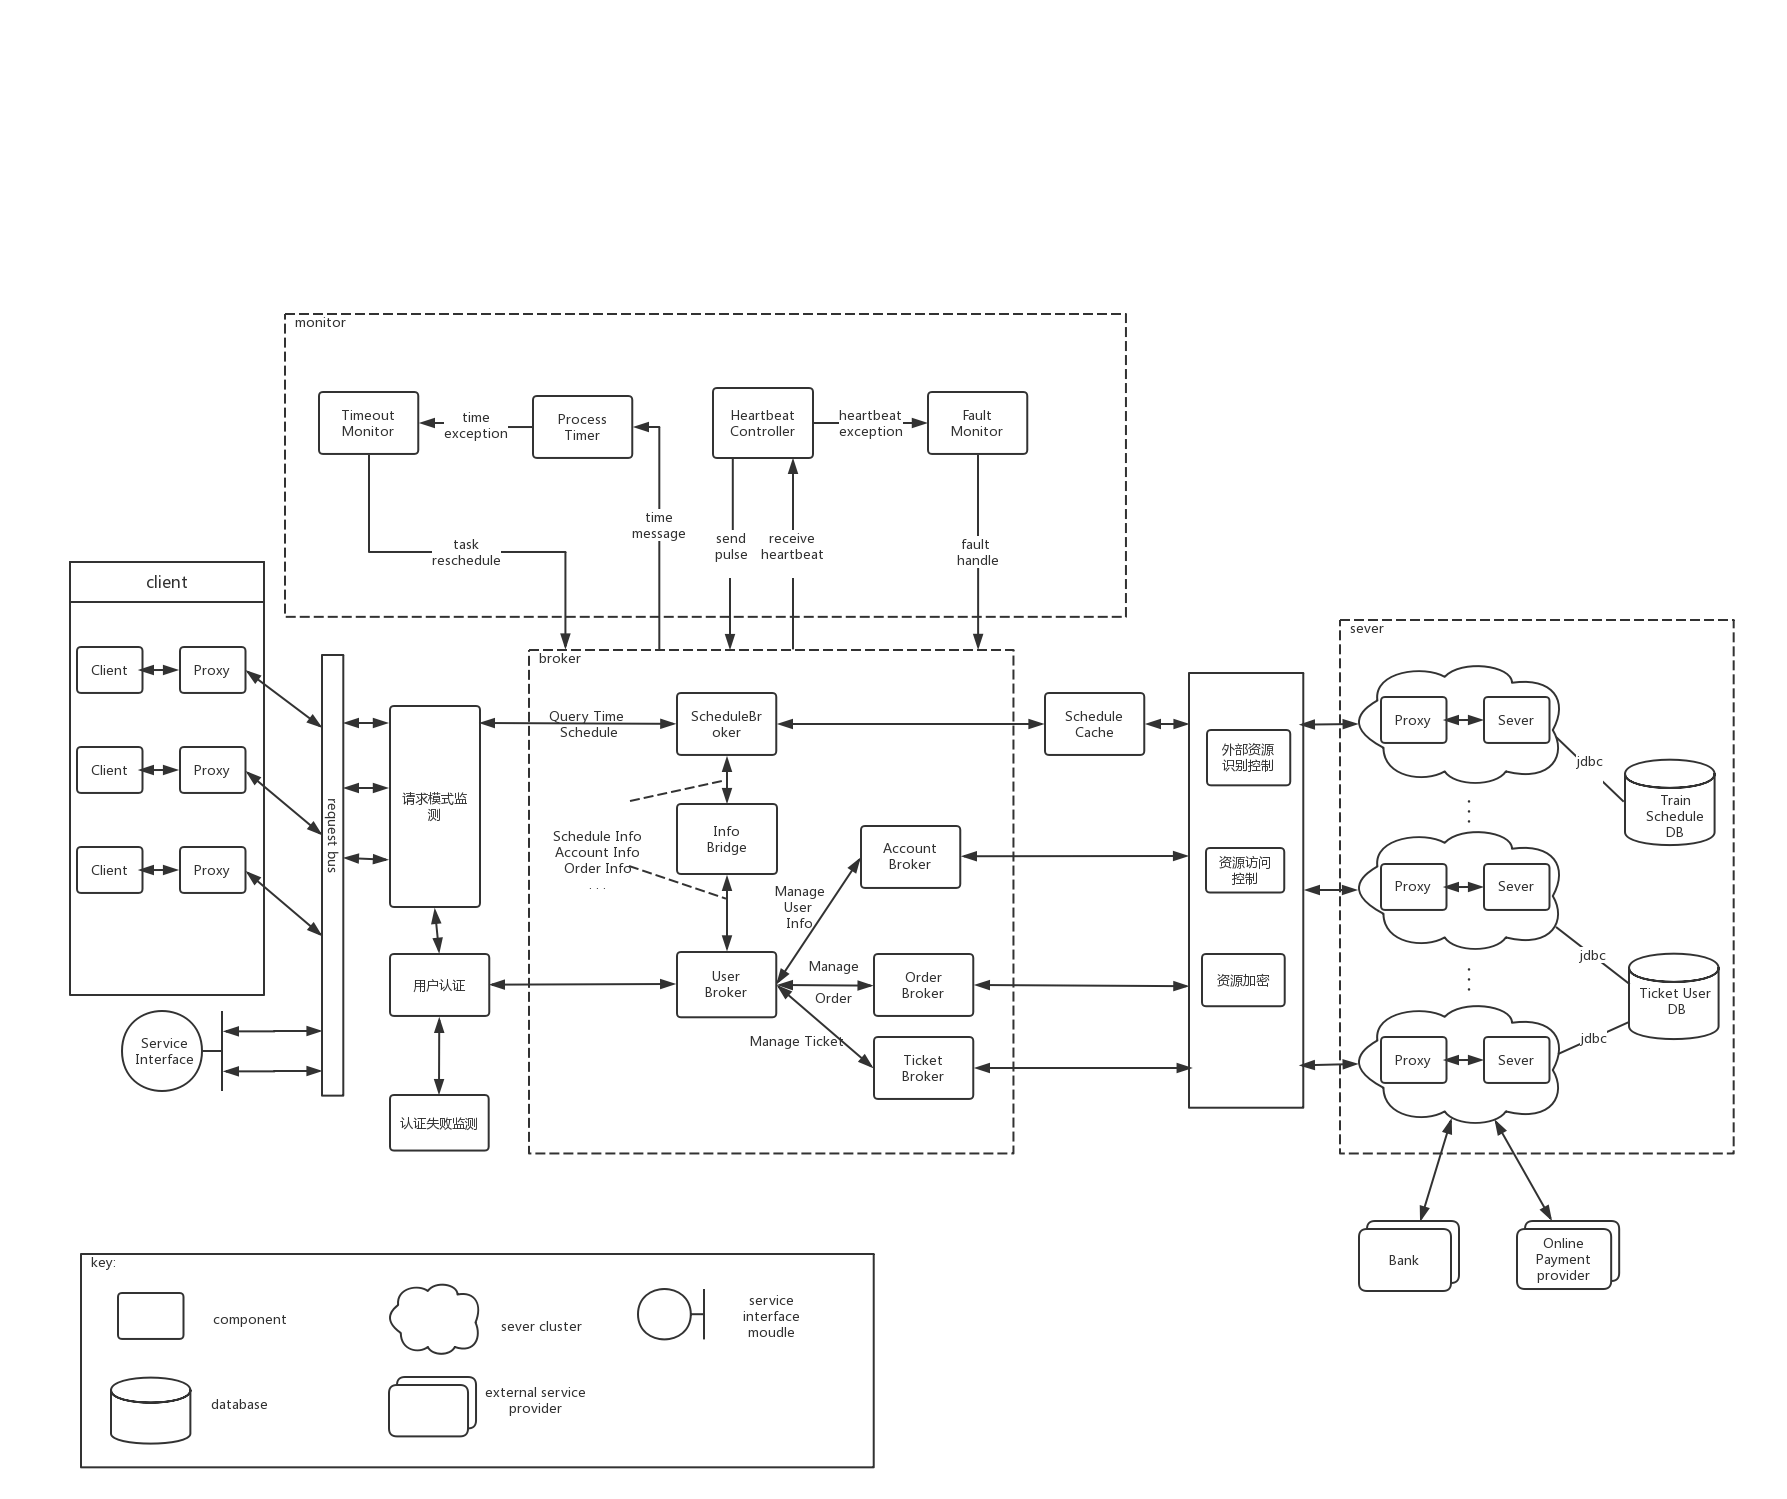 monitor
Timeout
Monitor
time
exception
Process
Timer
Heartbeat
Controller
heartbeat
exception
Fault
Monitor
time
message
send
pulse
receive
heartbeat
fault
handle
task
reschedule
client
Client
Proxy
Client
Proxy
Client
Proxy
Service
Interface
request bus
请求模式监
测
用户认证
认证失败监测
broker
Query Time
Schedule
ScheduleBr
oker
Schedule Info
Account Info
Order Info
. . .
Info
Bridge
User
Broker
Manage
User
Info
Account
Broker
Manage
Order
Order
Broker
Manage Ticket
Ticket
Broker
Schedule
Cache
外部资源
识别控制
资源访问
控制
资源加密
sever
Proxy
Sever
jdbc
Train
Schedule
DB
Proxy
Sever
jdbc
Ticket User
DB
Proxy
Sever
jdbc
Bank
Online
Payment
provider
key:
component
sever cluster
service
interface
moudle
database
external service
provider